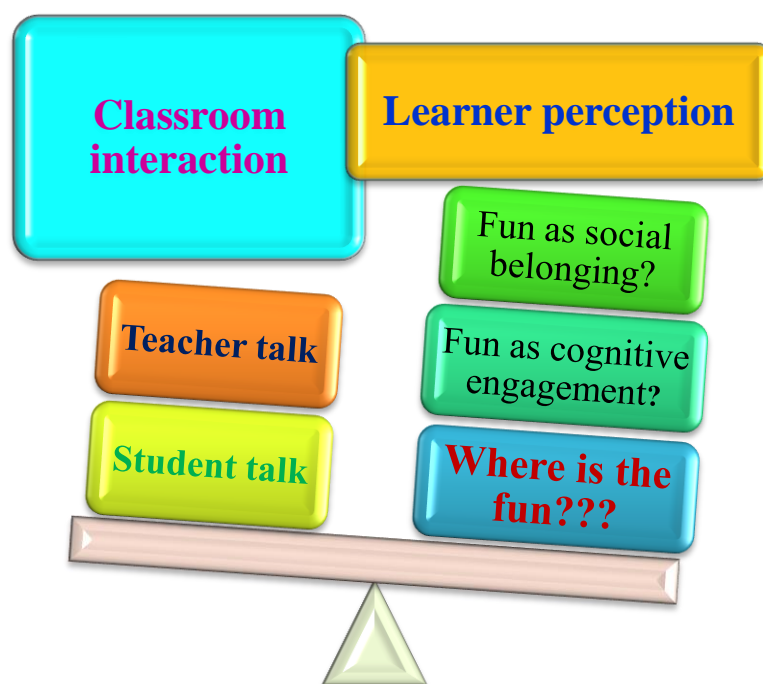 Classroom
interaction
Learner perception
Teacher talk
Student talk
Fun as social
belonging?
Fun as cognitive
engagement?
Where is the
fun???